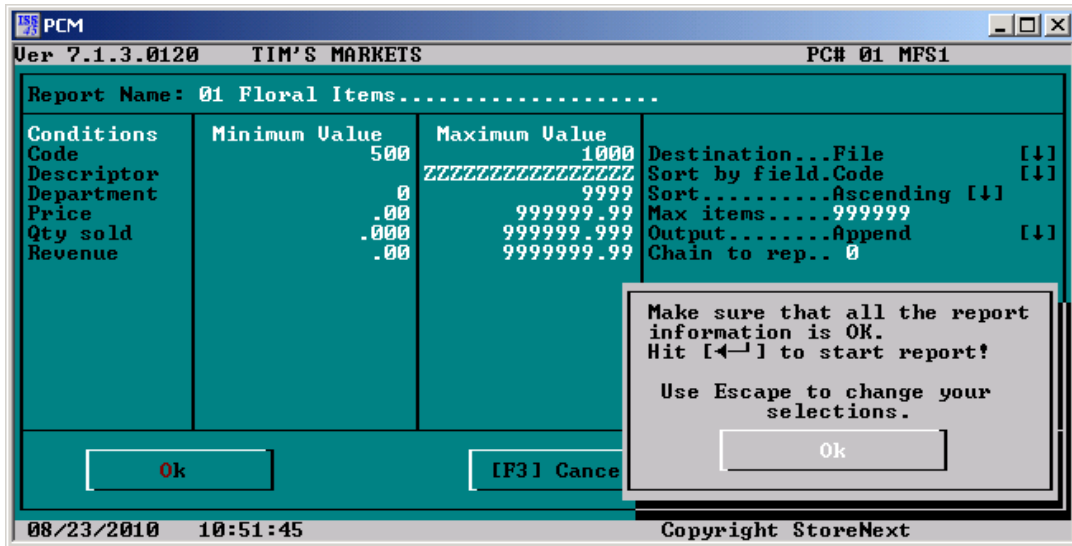 ISS 45 PCM
Ver 7.1.3.0120 TIM'S MARKETS PC# 01 MFS1
Report Name: 01 Floral Items.....................
Conditions Minimum Value Maximum Value
Code 500 1000 Destination...File [↓]
Descriptor ZZZZZZZZZZZZZZZZ Sort by field.Code [↓]
Department 0 9999 Sort..........Ascending [↓]
Price .00 999999.99 Max items.....999999
Qty sold .000 999999.999 Output........Append [↓]
Revenue .00 9999999.99 Chain to rep.. 0
Make sure that all the report
information is OK.
Hit [◄─┘] to start report!
Use Escape to change your
selections.
Ok
Ok [F3] Cance
08/23/2010 10:51:45 Copyright StoreNext